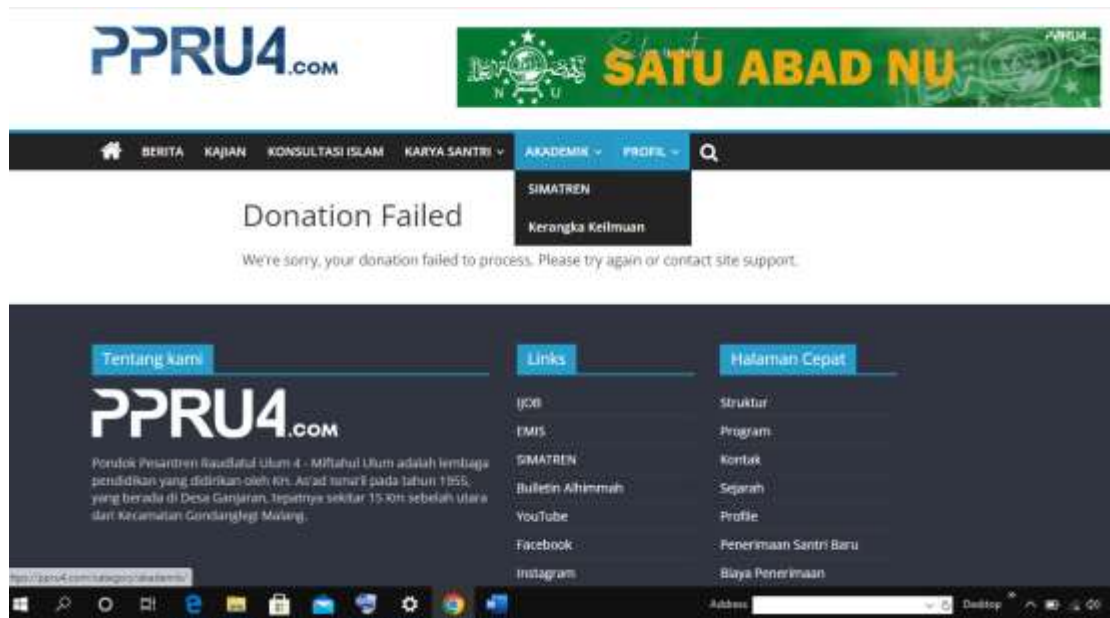 PPRU4.COM
Selamat
SATU ABAD NU
N U
BERITA KAJIAN KONSULTASI ISLAM KARYA SANTRI AKADEMIK PROFIL
SIMATREN
Kerangka Keilmuan
Donation Failed
We're sorry, your donation failed to process. Please try again or contact site support.
Tentang kami
PPRU4.COM
Pondok Pesantren Raudlatul Ulum 4 - Miftahul Ulum adalah lembaga
pendidikan yang didirikan oleh KH. As'ad Isma'il pada tahun 1955,
yang berada di Desa Ganjaran, tepatnya sekitar 15 Km sebelah utara
dari Kecamatan Gondanglegi Malang.
Links
IJOB
EMIS
SIMATREN
Bulletin Alhimmah
YouTube
Facebook
Instagram
Halaman Cepat
Struktur
Program
Kontak
Sejarah
Profile
Penerimaan Santri Baru
Biaya Penerimaan
Address
Desktop